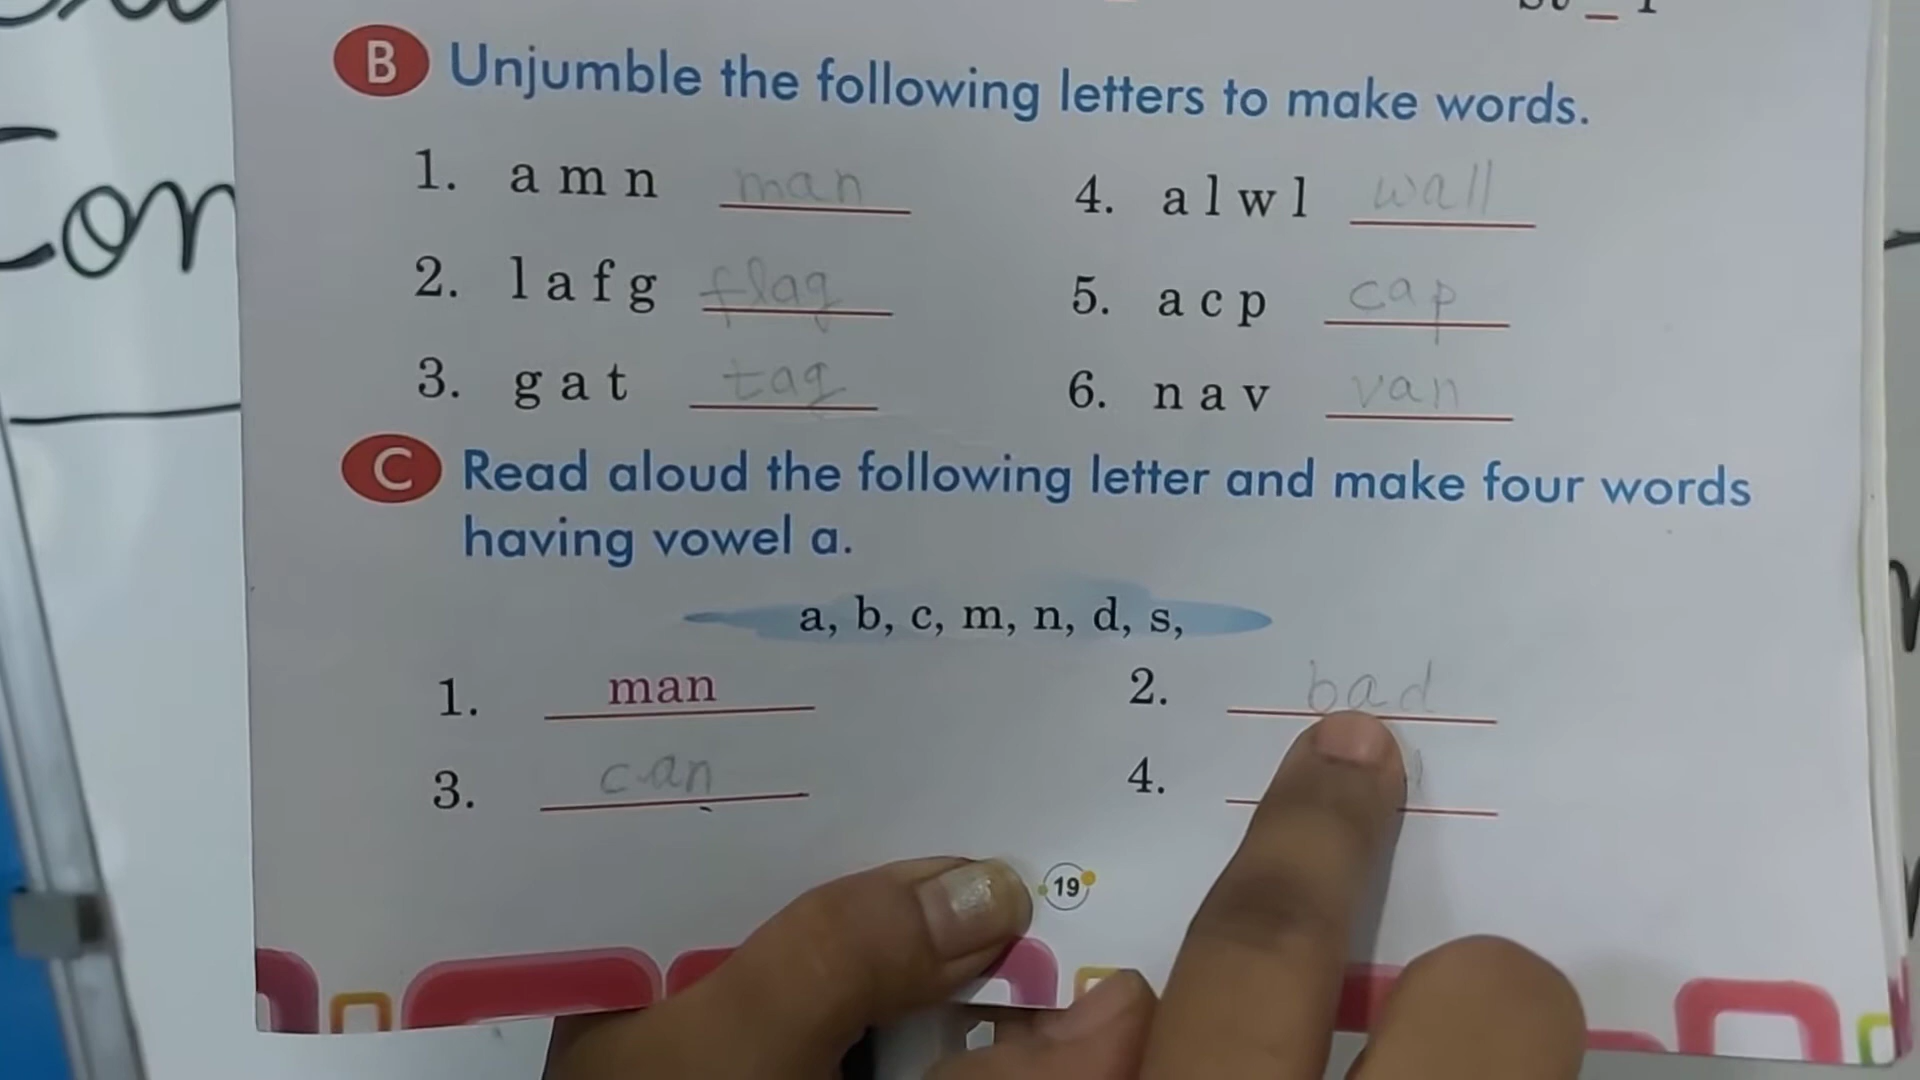 B Unjumble the following letters to make words.
1. a m n man 4. a l w l wall
2. l a f g flag 5. a c p cap
3. g a t tag 6. n a v van
C Read aloud the following letter and make four words
having vowel a.
a, b, c, m, n, d, s,
1. man 2. bad
3. can 4.
19